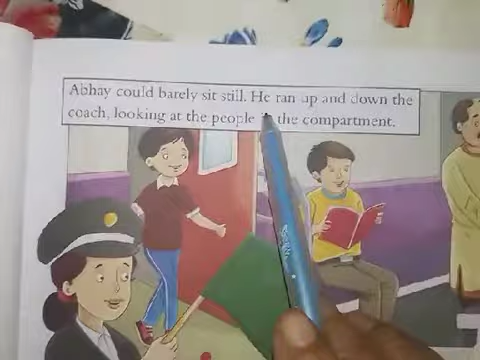 Abhay could barely sit still. He ran up and down the
coach, looking at the people the compartment.